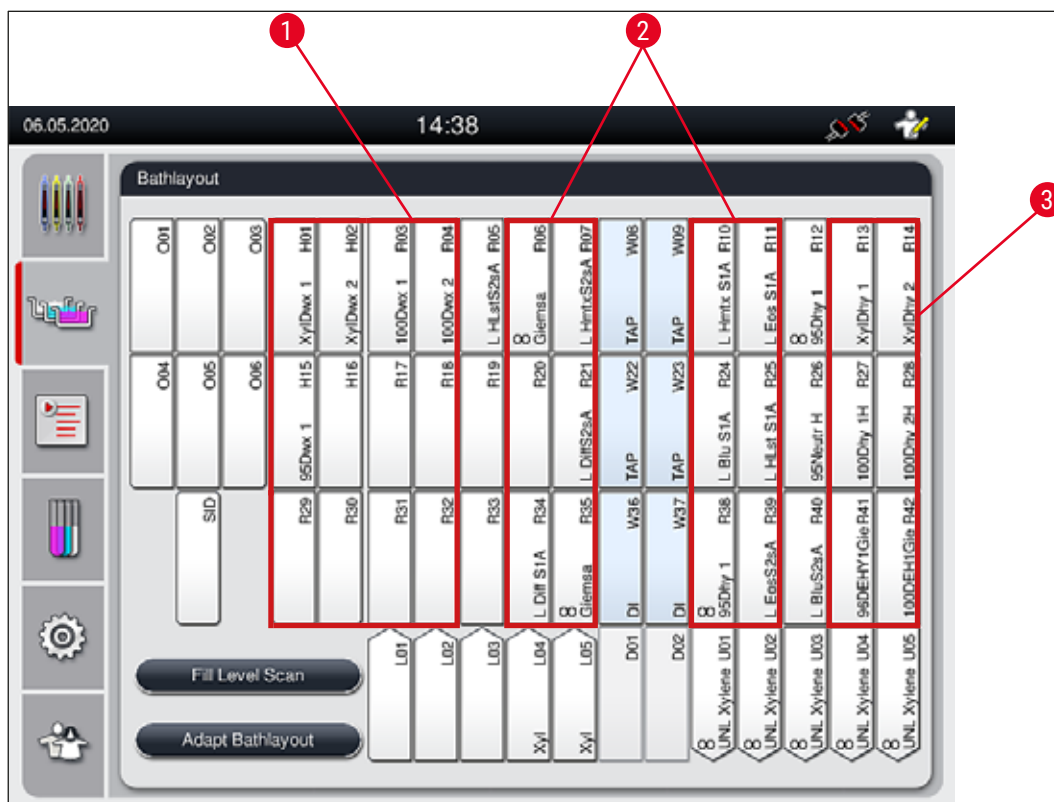 1
2
06.05.2020
14:38
3
Bathlayout
O01
O02
O03
XylDwx 1 H01
XylDwx 2 H02
100Dwx 1 R03
100Dwx 2 R04
L HLstS2sA R05
∞ Giemsa R06
L HmtxS2sA R07
TAP W08
TAP W09
L Hmtx S1A R10
L Eos S1A R11
∞ 95Dhy 1 R12
XylDhy 1 R13
XylDhy 2 R14
O04
O05
O06
95Dwx 1 H15
H16
R17
R18
R19
R20
L DiffS2sA R21
TAP W22
TAP W23
L Blu S1A R24
L HLst S1A R25
95Neutr H R26
100Dhy 1H R27
100Dhy 2H R28
SID
R29
R30
R31
R32
R33
L Diff S1A R34
∞ Giemsa R35
DI W36
DI W37
∞ 95Dhy 1 R38
L EosS2sA R39
L BluS2sA R40
96DEHY1Gie R41
100DEH1Gie R42
L01
L02
L03
Xyl L04
Xyl L05
D01
D02
∞ UNL Xylene U01
∞ UNL Xylene U02
∞ UNL Xylene U03
∞ UNL Xylene U04
∞ UNL Xylene U05
Fill Level Scan
Adapt Bathlayout